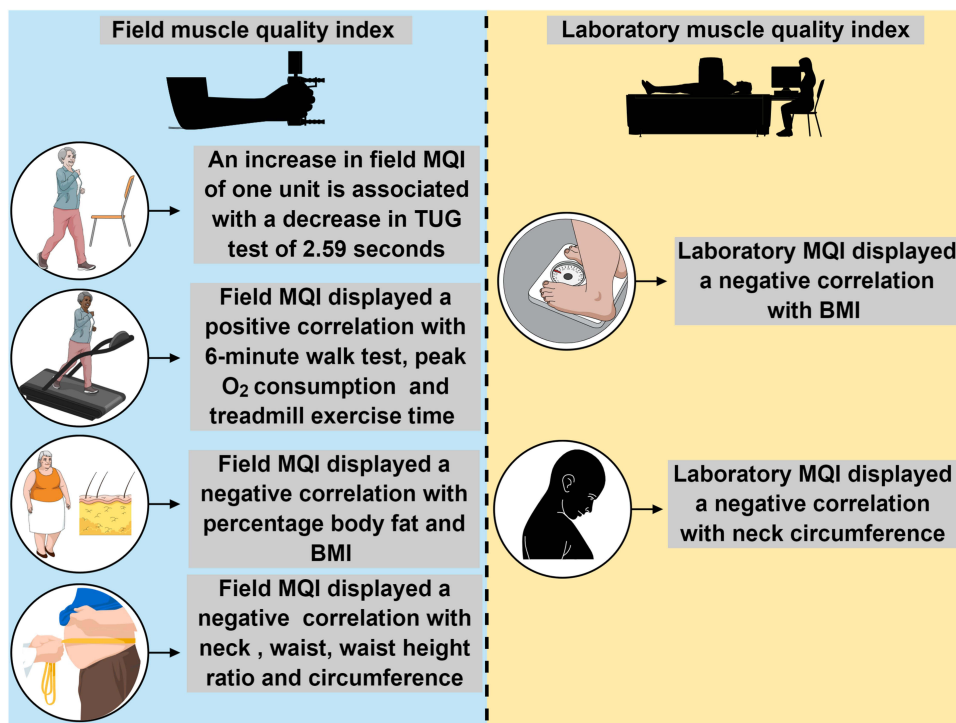 Field muscle quality index
An increase in field MQI
of one unit is associated
with a decrease in TUG
test of 2.59 seconds
Field MQI displayed a
positive correlation with
6-minute walk test, peak
O₂ consumption and
treadmill exercise time
Field MQI displayed a
negative correlation with
percentage body fat and
BMI
Field MQI displayed a
negative correlation with
neck , waist, waist height
ratio and circumference
Laboratory muscle quality index
Laboratory MQI displayed
a negative correlation
with BMI
Laboratory MQI displayed
a negative correlation
with neck circumference